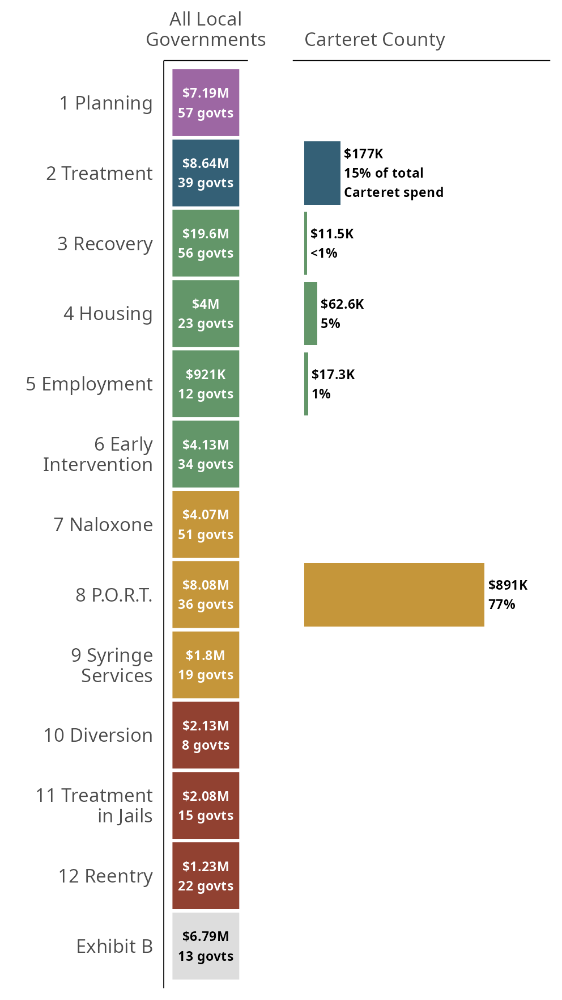 All Local
Governments
Carteret County
1 Planning
$7.19M
57 govts
2 Treatment
$8.64M
39 govts
$177K
15% of total
Carteret spend
3 Recovery
$19.6M
56 govts
$11.5K
<1%
4 Housing
$4M
23 govts
$62.6K
5%
5 Employment
$921K
12 govts
$17.3K
1%
6 Early
Intervention
$4.13M
34 govts
7 Naloxone
$4.07M
51 govts
8 P.O.R.T.
$8.08M
36 govts
$891K
77%
9 Syringe
Services
$1.8M
19 govts
10 Diversion
$2.13M
8 govts
11 Treatment
in Jails
$2.08M
15 govts
12 Reentry
$1.23M
22 govts
Exhibit B
$6.79M
13 govts